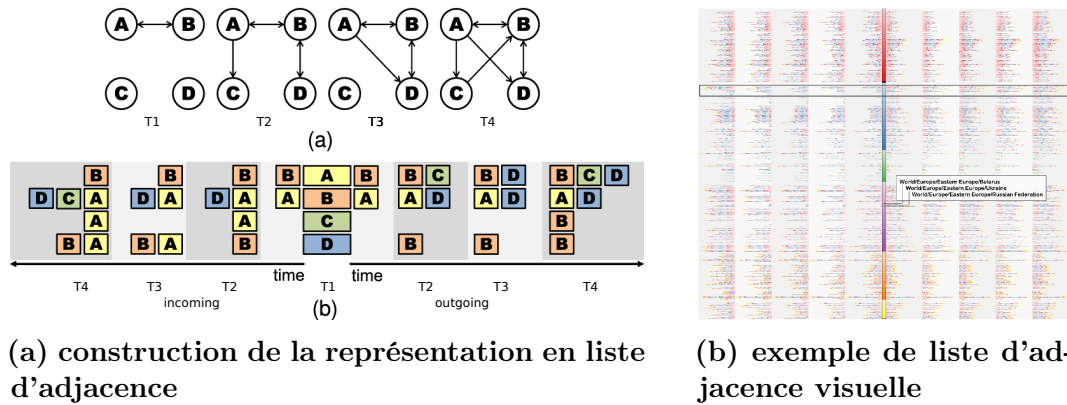 A B A B A B A B
C D C D C D C D
T1 T2 T3 T4
(a)
B B B B A B B C B D B C D
D C A D A D A A B A A D A D A D
A A C B
B A B A B D B B B
time time
T4 T3 T2 T1 T2 T3 T4
incoming outgoing
(b)
World/Europe/Eastern Europe/Belarus
World/Europe/Eastern Europe/Ukraine
World/Europe/Eastern Europe/Russian Federation
(a) construction de la représentation en liste
d'adjacence
(b) exemple de liste d'ad-
jacence visuelle